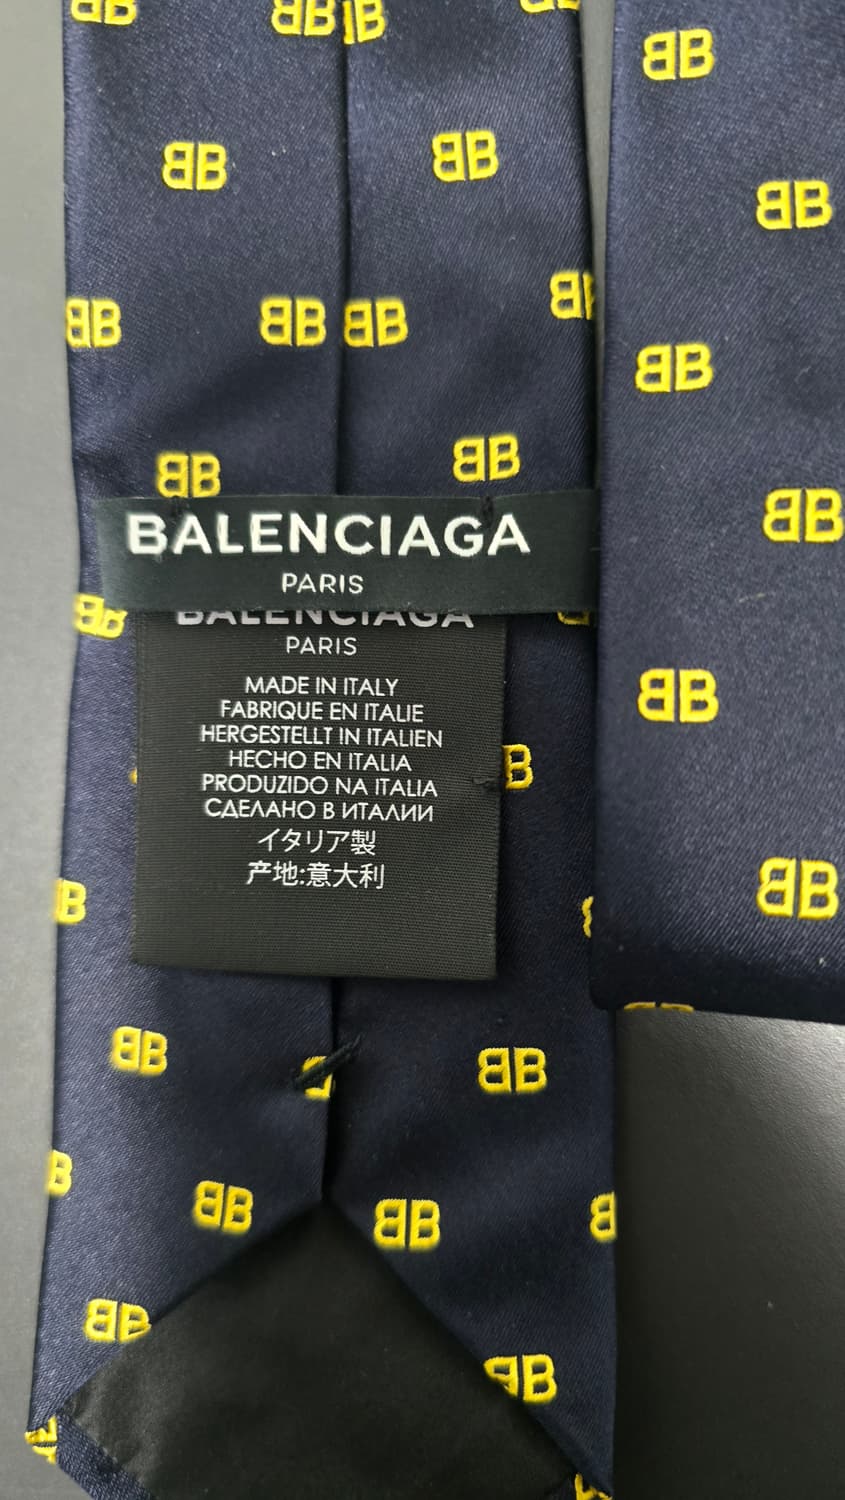 BALENCIAGA
PARIS
BALENCIAGA
PARIS
MADE IN ITALY
FABRIQUE EN ITALIE
HERGESTELLT IN ITALIEN
HECHO EN ITALIA
PRODUZIDO NA ITALIA
СДЕЛАНО В ИТАЛИИ
イタリア製
产地:意大利